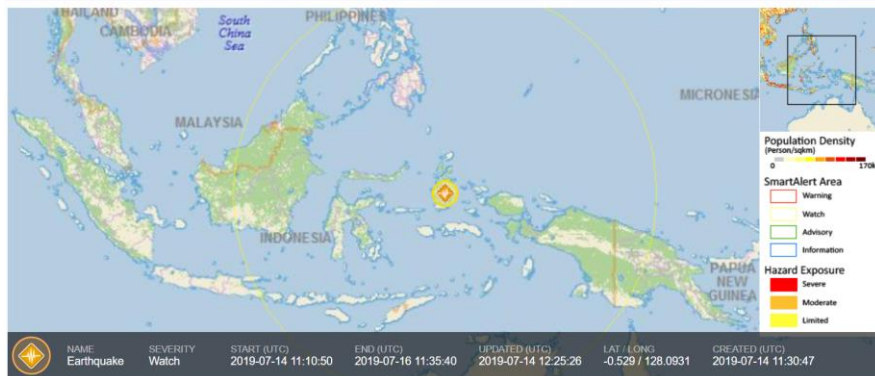 THAILAND
CAMBODIA
South
China
Sea
PHILIPPINES
MICRONESIA
MALAYSIA
INDONESIA
PAPUA
NEW
GUINEA
Population Density
(Person/sqkm)
0 170k
SmartAlert Area
Warning
Watch
Advisory
Information
Hazard Exposure
Severe
Moderate
Limited
NAME SEVERITY START (UTC) END (UTC) UPDATED (UTC) LAT / LONG CREATED (UTC)
Earthquake Watch 2019-07-14 11:10:50 2019-07-16 11:35:40 2019-07-14 12:25:26 -0.529 / 128.0931 2019-07-14 11:30:47